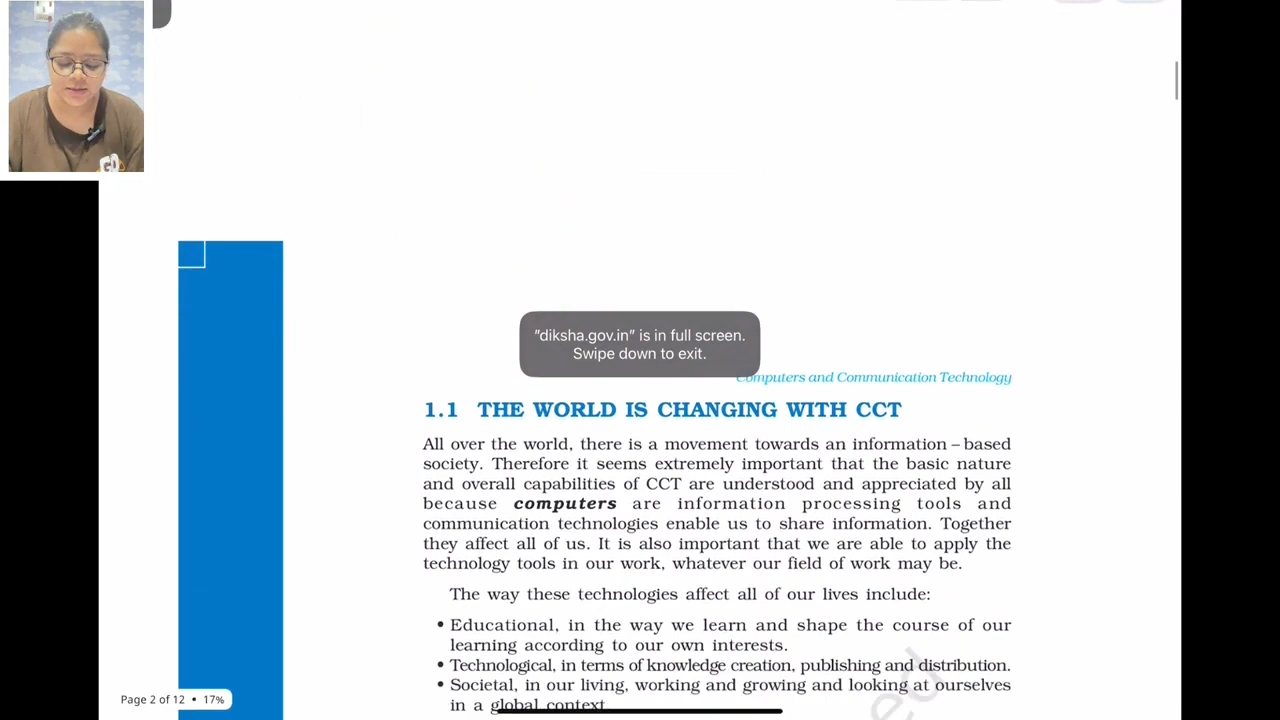 "diksha.gov.in" is in full screen.
Swipe down to exit.
Computers and Communication Technology
1.1 THE WORLD IS CHANGING WITH CCT
All over the world, there is a movement towards an information – based
society. Therefore it seems extremely important that the basic nature
and overall capabilities of CCT are understood and appreciated by all
because computers are information processing tools and
communication technologies enable us to share information. Together
they affect all of us. It is also important that we are able to apply the
technology tools in our work, whatever our field of work may be.
The way these technologies affect all of our lives include:
• Educational, in the way we learn and shape the course of our
learning according to our own interests.
• Technological, in terms of knowledge creation, publishing and distribution.
• Societal, in our living, working and growing and looking at ourselves
in a global context
Page 2 of 12 • 17%